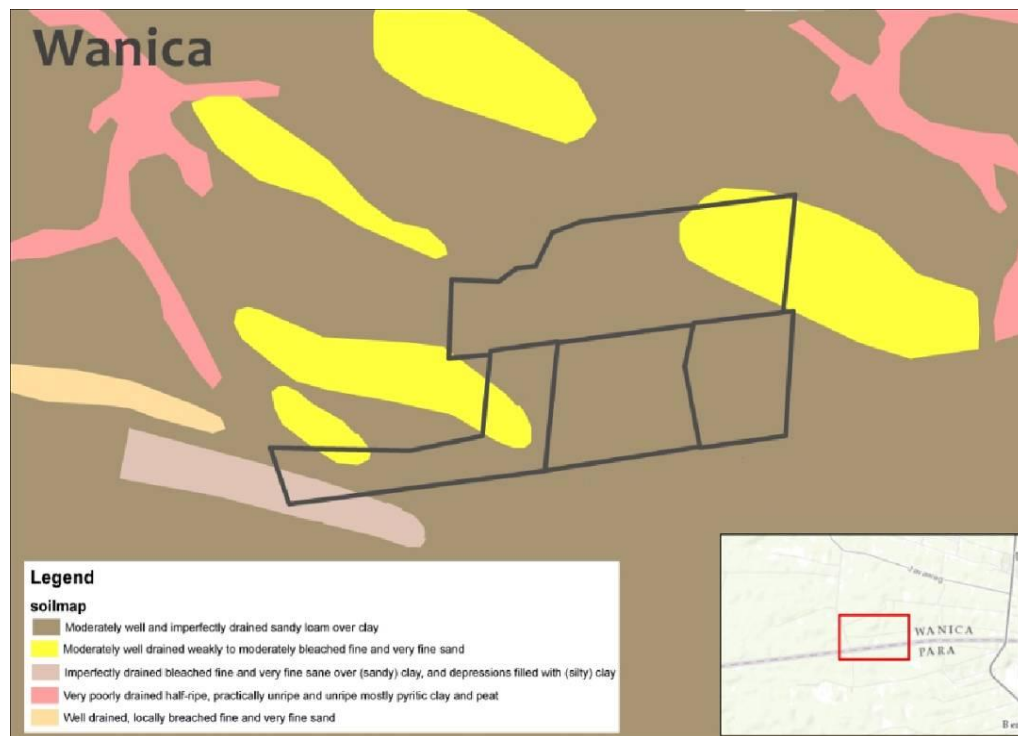 Wanica
Legend
soilmap
Moderately well and imperfectly drained sandy loam over clay
Moderately well drained weakly to moderately bleached fine and very fine sand
Imperfectly drained bleached fine and very fine sane over (sandy) clay, and depressions filled with (silty) clay
Very poorly drained half-ripe, practically unripe and unripe mostly pyritic clay and peat
Well drained, locally breached fine and very fine sand
WANICA
PARA